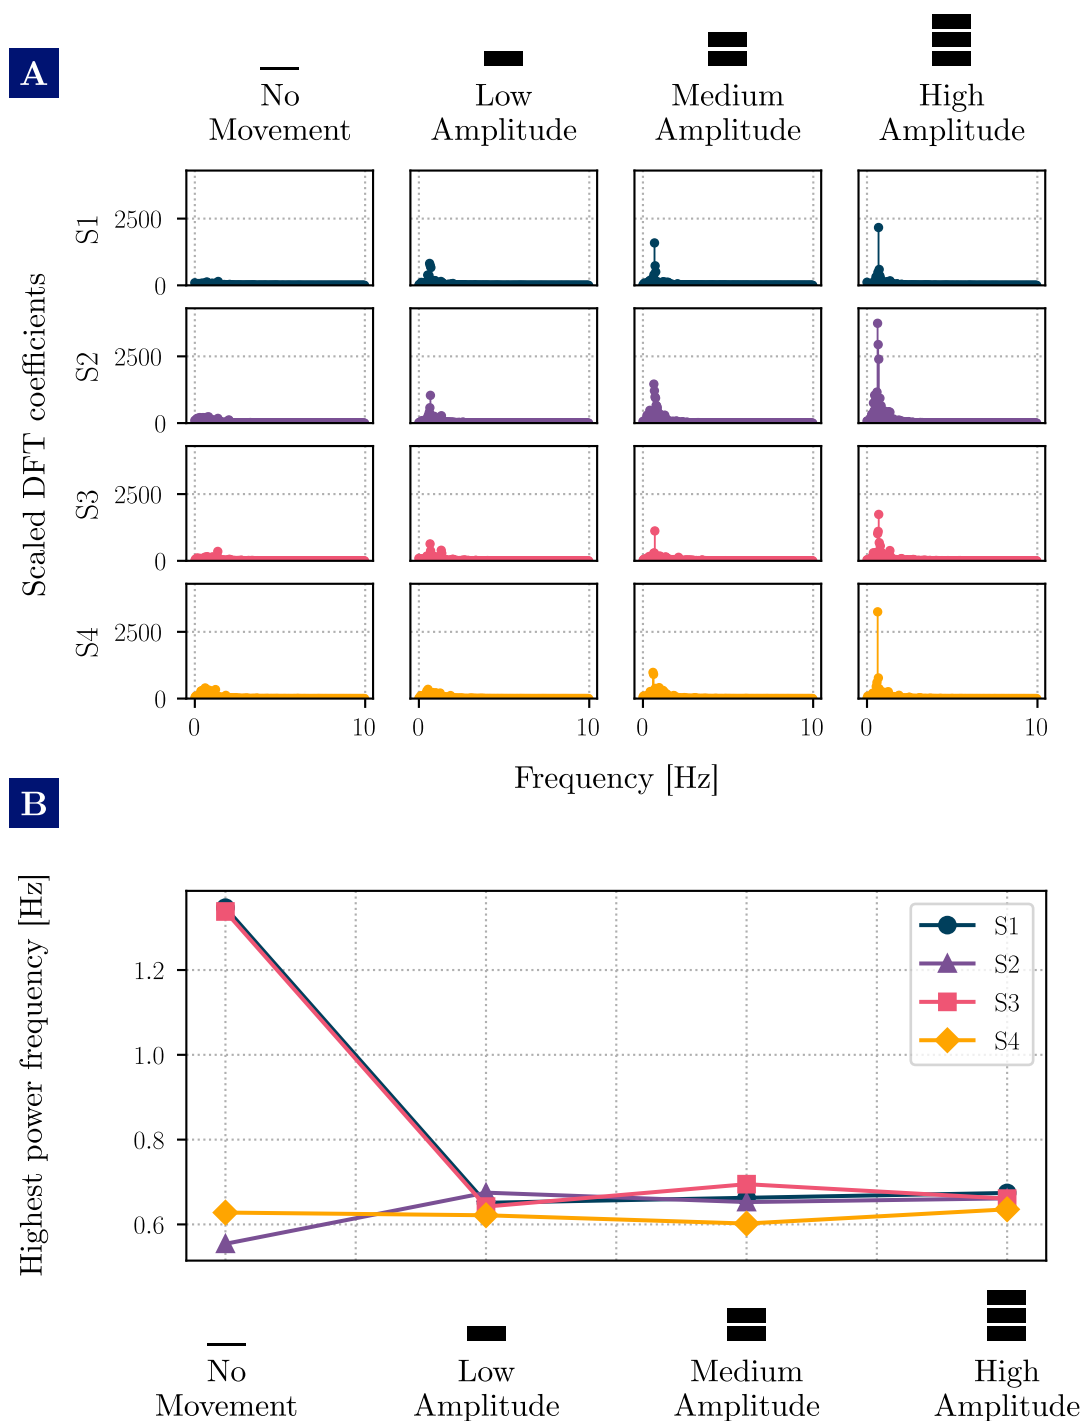 A
No
Movement
Low
Amplitude
Medium
Amplitude
High
Amplitude
Scaled DFT coefficients
S1
2500
0
S2
2500
0
S3
2500
0
S4
2500
0
0
10
0
10
0
10
0
10
Frequency [Hz]
B
Highest power frequency [Hz]
1.2
1.0
0.8
0.6
S1
S2
S3
S4
No
Movement
Low
Amplitude
Medium
Amplitude
High
Amplitude